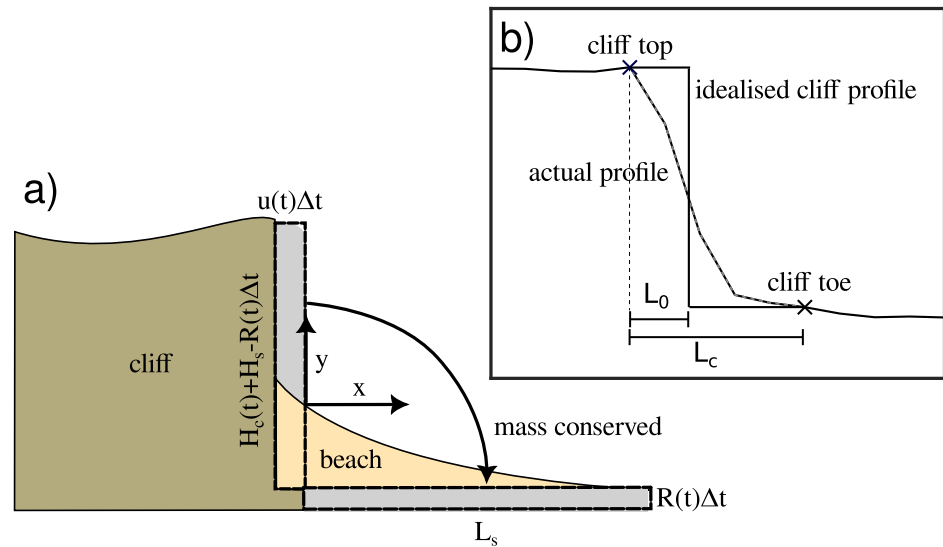 a)
u(t)Δt
H_c(t)+H_s-R(t)Δt
cliff
y
x
beach
mass conserved
R(t)Δt
L_s
b)
cliff top
idealised cliff profile
actual profile
cliff toe
L_0
L_c